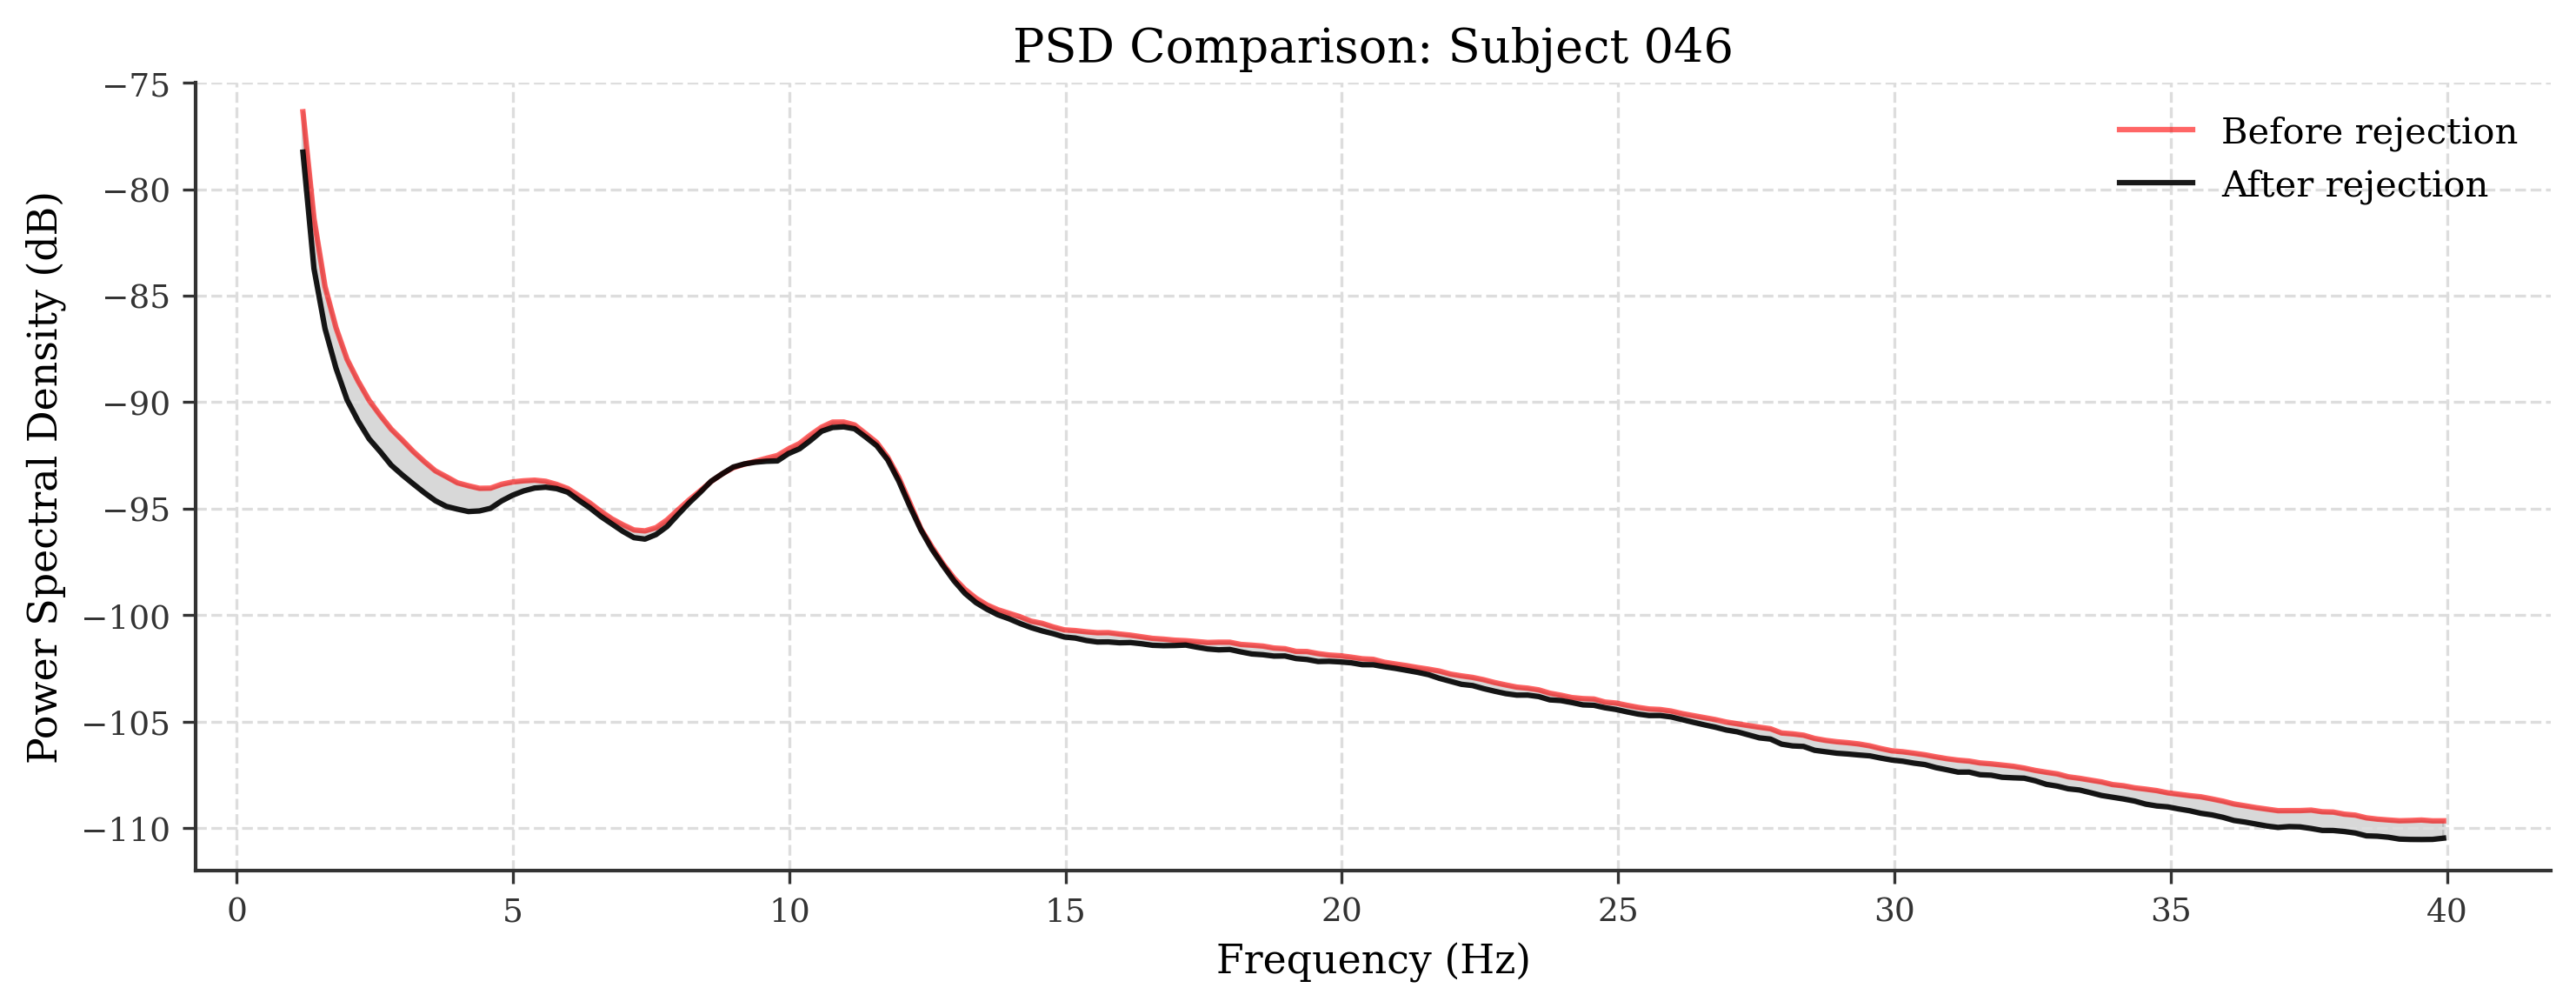 PSD Comparison: Subject 046
Power Spectral Density (dB)
−75
−80
−85
−90
−95
−100
−105
−110
Before rejection
After rejection
0 5 10 15 20 25 30 35 40
Frequency (Hz)